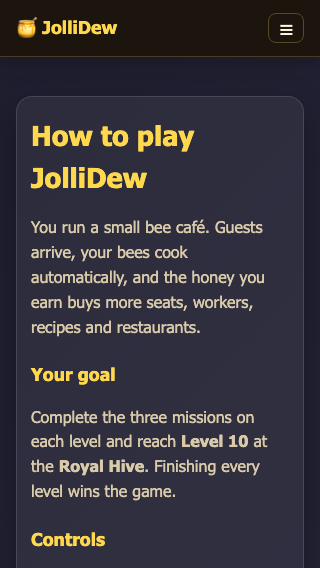 JolliDew
How to play
JolliDew
You run a small bee café. Guests
arrive, your bees cook
automatically, and the honey you
earn buys more seats, workers,
recipes and restaurants.
Your goal
Complete the three missions on
each level and reach Level 10 at
the Royal Hive. Finishing every
level wins the game.
Controls